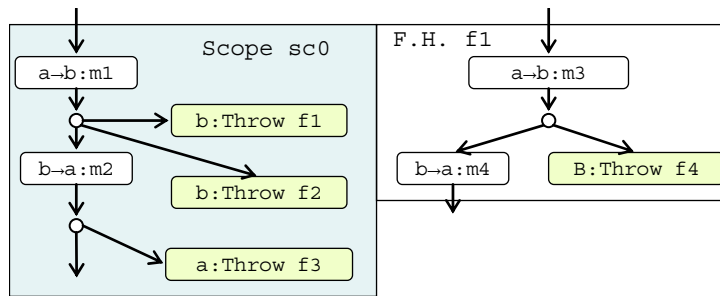 Scope sc0
a→b:m1
b:Throw f1
b→a:m2
b:Throw f2
a:Throw f3
F.H. f1
a→b:m3
b→a:m4
B:Throw f4